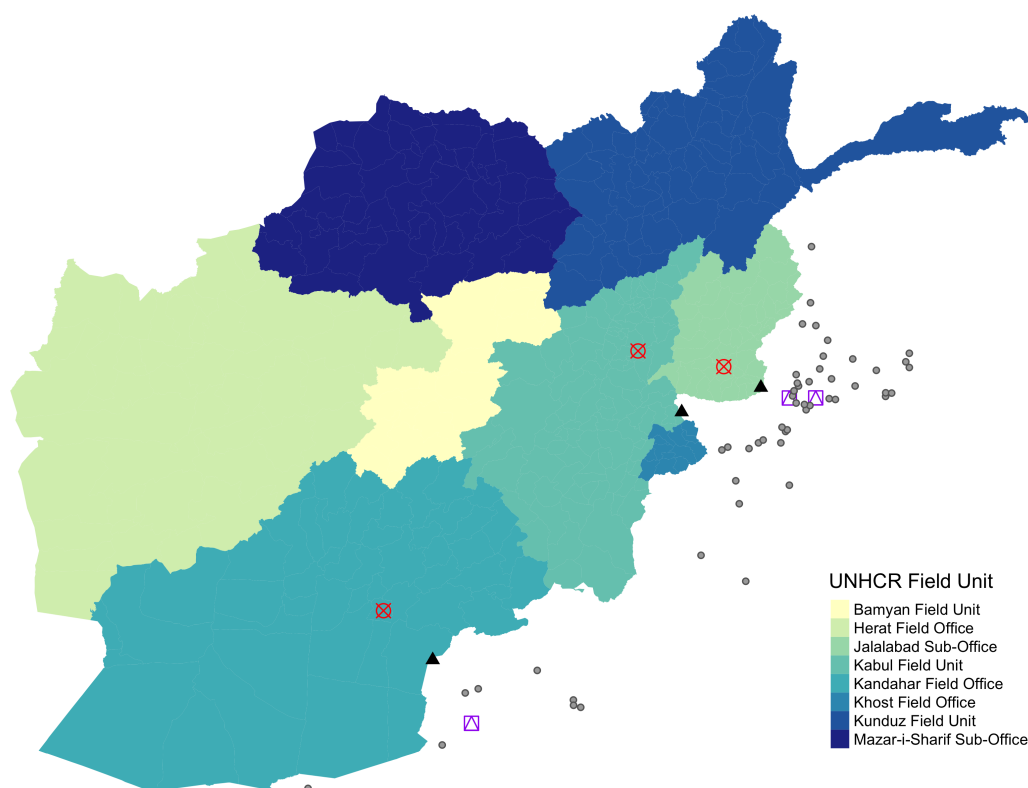 UNHCR Field Unit
Bamyan Field Unit
Herat Field Office
Jalalabad Sub-Office
Kabul Field Unit
Kandahar Field Office
Khost Field Office
Kunduz Field Unit
Mazar-i-Sharif Sub-Office